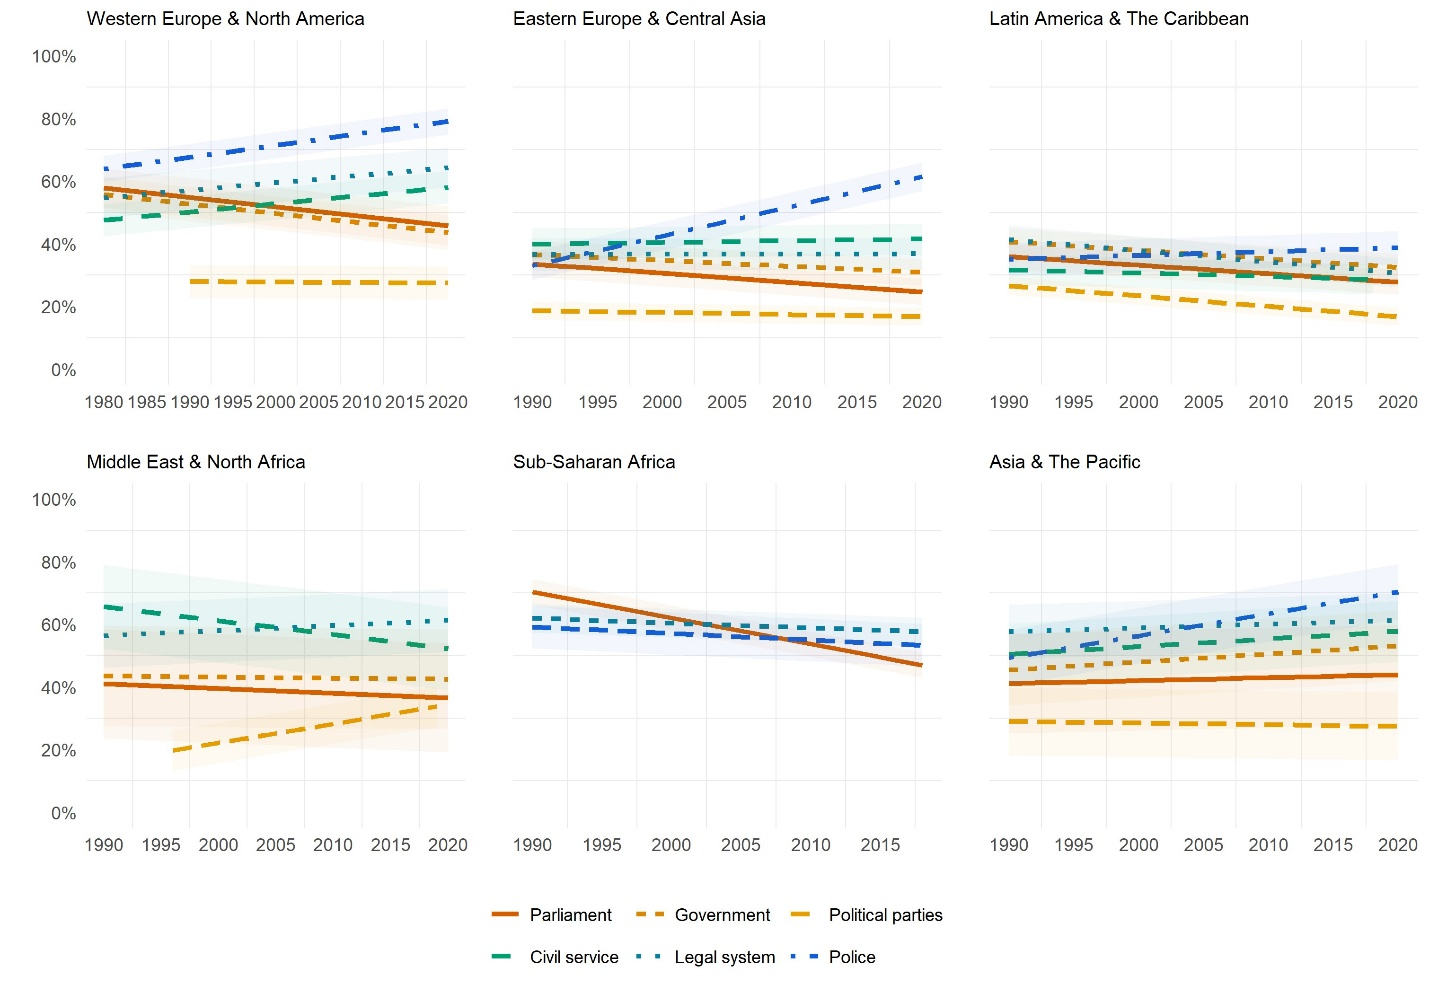 Western Europe & North America
Eastern Europe & Central Asia
Latin America & The Caribbean
100%
80%
60%
40%
20%
0%
1980 1985 1990 1995 2000 2005 2010 2015 2020
1990 1995 2000 2005 2010 2015 2020
1990 1995 2000 2005 2010 2015 2020
Middle East & North Africa
Sub-Saharan Africa
Asia & The Pacific
100%
80%
60%
40%
20%
0%
1990 1995 2000 2005 2010 2015 2020
1990 1995 2000 2005 2010 2015
1990 1995 2000 2005 2010 2015 2020
Parliament Government Political parties
Civil service Legal system Police